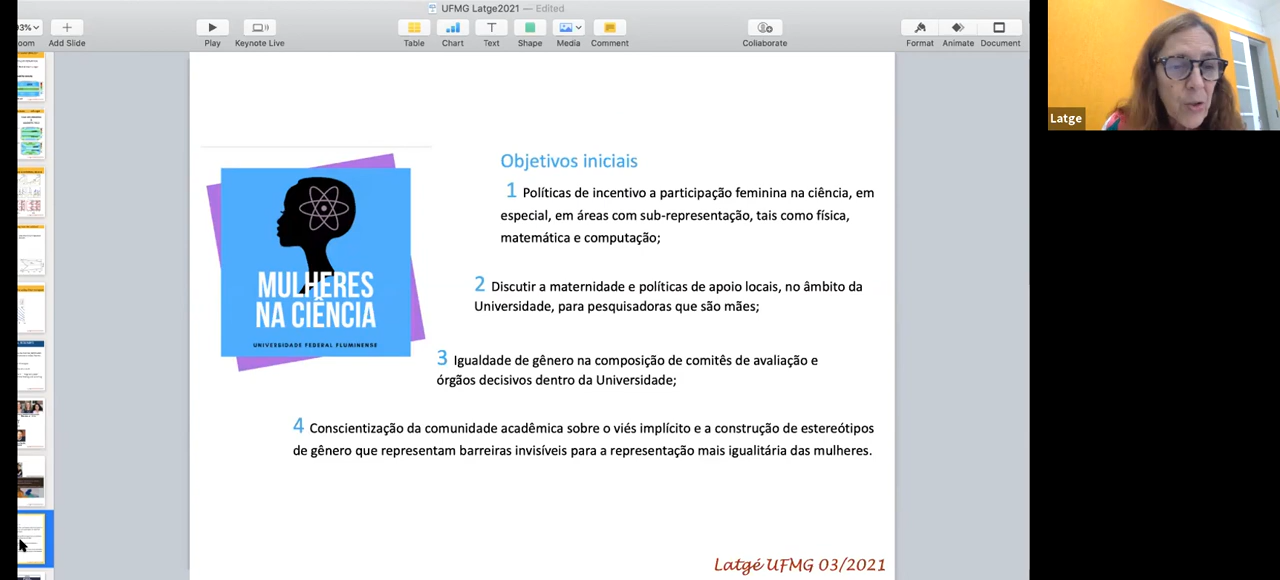 UFMG Latge2021 — Edited
93%
Zoom
Add Slide
Play
Keynote Live
Table
Chart
Text
Shape
Media
Comment
Collaborate
Format
Animate
Document
Latge
MULHERES
NA CIÊNCIA
UNIVERSIDADE FEDERAL FLUMINENSE
Objetivos iniciais
1 Políticas de incentivo a participação feminina na ciência, em
especial, em áreas com sub-representação, tais como física,
matemática e computação;
2 Discutir a maternidade e políticas de apoio locais, no âmbito da
Universidade, para pesquisadoras que são mães;
3 Igualdade de gênero na composição de comitês de avaliação e
órgãos decisivos dentro da Universidade;
4 Conscientização da comunidade acadêmica sobre o viés implícito e a construção de estereótipos
de gênero que representam barreiras invisíveis para a representação mais igualitária das mulheres.
Latgé UFMG 03/2021